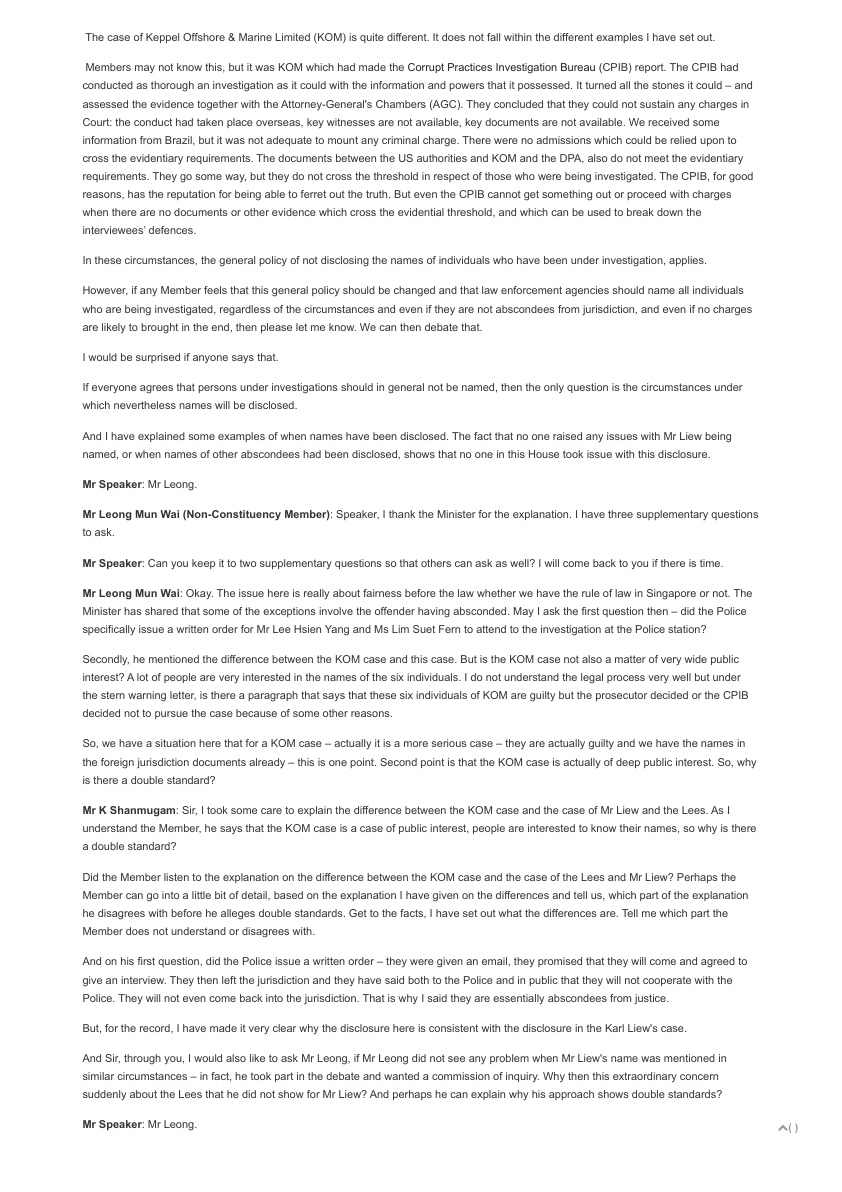 The case of Keppel Offshore & Marine Limited (KOM) is quite different. It does not fall within the different examples I have set out.
Members may not know this, but it was KOM which had made the Corrupt Practices Investigation Bureau (CPIB) report. The CPIB had
conducted as thorough an investigation as it could with the information and powers that it possessed. It turned all the stones it could – and
assessed the evidence together with the Attorney-General's Chambers (AGC). They concluded that they could not sustain any charges in
Court: the conduct had taken place overseas, key witnesses are not available, key documents are not available. We received some
information from Brazil, but it was not adequate to mount any criminal charge. There were no admissions which could be relied upon to
cross the evidentiary requirements. The documents between the US authorities and KOM and the DPA, also do not meet the evidentiary
requirements. They go some way, but they do not cross the threshold in respect of those who were being investigated. The CPIB, for good
reasons, has the reputation for being able to ferret out the truth. But even the CPIB cannot get something out or proceed with charges
when there are no documents or other evidence which cross the evidential threshold, and which can be used to break down the
interviewees' defences.
In these circumstances, the general policy of not disclosing the names of individuals who have been under investigation, applies.
However, if any Member feels that this general policy should be changed and that law enforcement agencies should name all individuals
who are being investigated, regardless of the circumstances and even if they are not abscondees from jurisdiction, and even if no charges
are likely to brought in the end, then please let me know. We can then debate that.
I would be surprised if anyone says that.
If everyone agrees that persons under investigations should in general not be named, then the only question is the circumstances under
which nevertheless names will be disclosed.
And I have explained some examples of when names have been disclosed. The fact that no one raised any issues with Mr Liew being
named, or when names of other abscondees had been disclosed, shows that no one in this House took issue with this disclosure.
Mr Speaker: Mr Leong.
Mr Leong Mun Wai (Non-Constituency Member): Speaker, I thank the Minister for the explanation. I have three supplementary questions
to ask.
Mr Speaker: Can you keep it to two supplementary questions so that others can ask as well? I will come back to you if there is time.
Mr Leong Mun Wai: Okay. The issue here is really about fairness before the law whether we have the rule of law in Singapore or not. The
Minister has shared that some of the exceptions involve the offender having absconded. May I ask the first question then – did the Police
specifically issue a written order for Mr Lee Hsien Yang and Ms Lim Suet Fern to attend to the investigation at the Police station?
Secondly, he mentioned the difference between the KOM case and this case. But is the KOM case not also a matter of very wide public
interest? A lot of people are very interested in the names of the six individuals. I do not understand the legal process very well but under
the stern warning letter, is there a paragraph that says that these six individuals of KOM are guilty but the prosecutor decided or the CPIB
decided not to pursue the case because of some other reasons.
So, we have a situation here that for a KOM case – actually it is a more serious case – they are actually guilty and we have the names in
the foreign jurisdiction documents already – this is one point. Second point is that the KOM case is actually of deep public interest. So, why
is there a double standard?
Mr K Shanmugam: Sir, I took some care to explain the difference between the KOM case and the case of Mr Liew and the Lees. As I
understand the Member, he says that the KOM case is a case of public interest, people are interested to know their names, so why is there
a double standard?
Did the Member listen to the explanation on the difference between the KOM case and the case of the Lees and Mr Liew? Perhaps the
Member can go into a little bit of detail, based on the explanation I have given on the differences and tell us, which part of the explanation
he disagrees with before he alleges double standards. Get to the facts, I have set out what the differences are. Tell me which part the
Member does not understand or disagrees with.
And on his first question, did the Police issue a written order – they were given an email, they promised that they will come and agreed to
give an interview. They then left the jurisdiction and they have said both to the Police and in public that they will not cooperate with the
Police. They will not even come back into the jurisdiction. That is why I said they are essentially abscondees from justice.
But, for the record, I have made it very clear why the disclosure here is consistent with the disclosure in the Karl Liew's case.
And Sir, through you, I would also like to ask Mr Leong, if Mr Leong did not see any problem when Mr Liew's name was mentioned in
similar circumstances – in fact, he took part in the debate and wanted a commission of inquiry. Why then this extraordinary concern
suddenly about the Lees that he did not show for Mr Liew? And perhaps he can explain why his approach shows double standards?
Mr Speaker: Mr Leong.
( )